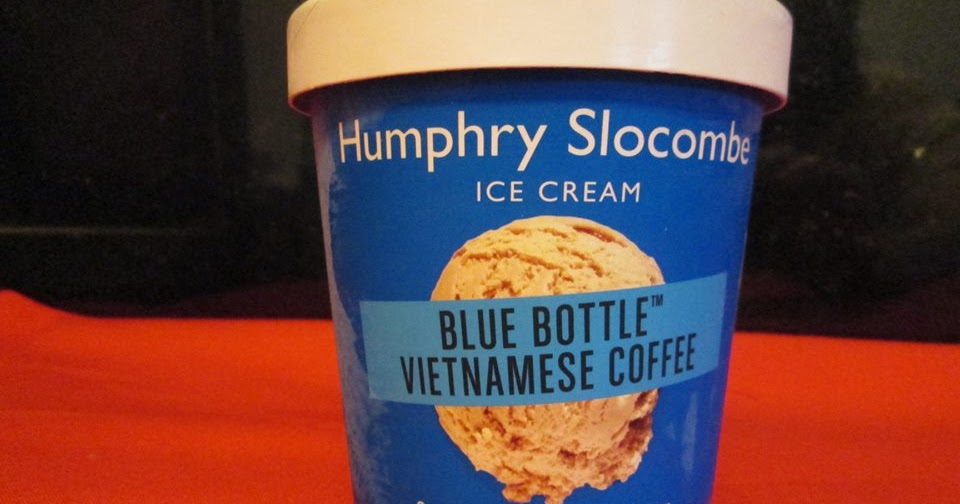 Humphry Slocombe
ICE CREAM
BLUE BOTTLE™
VIETNAMESE COFFEE